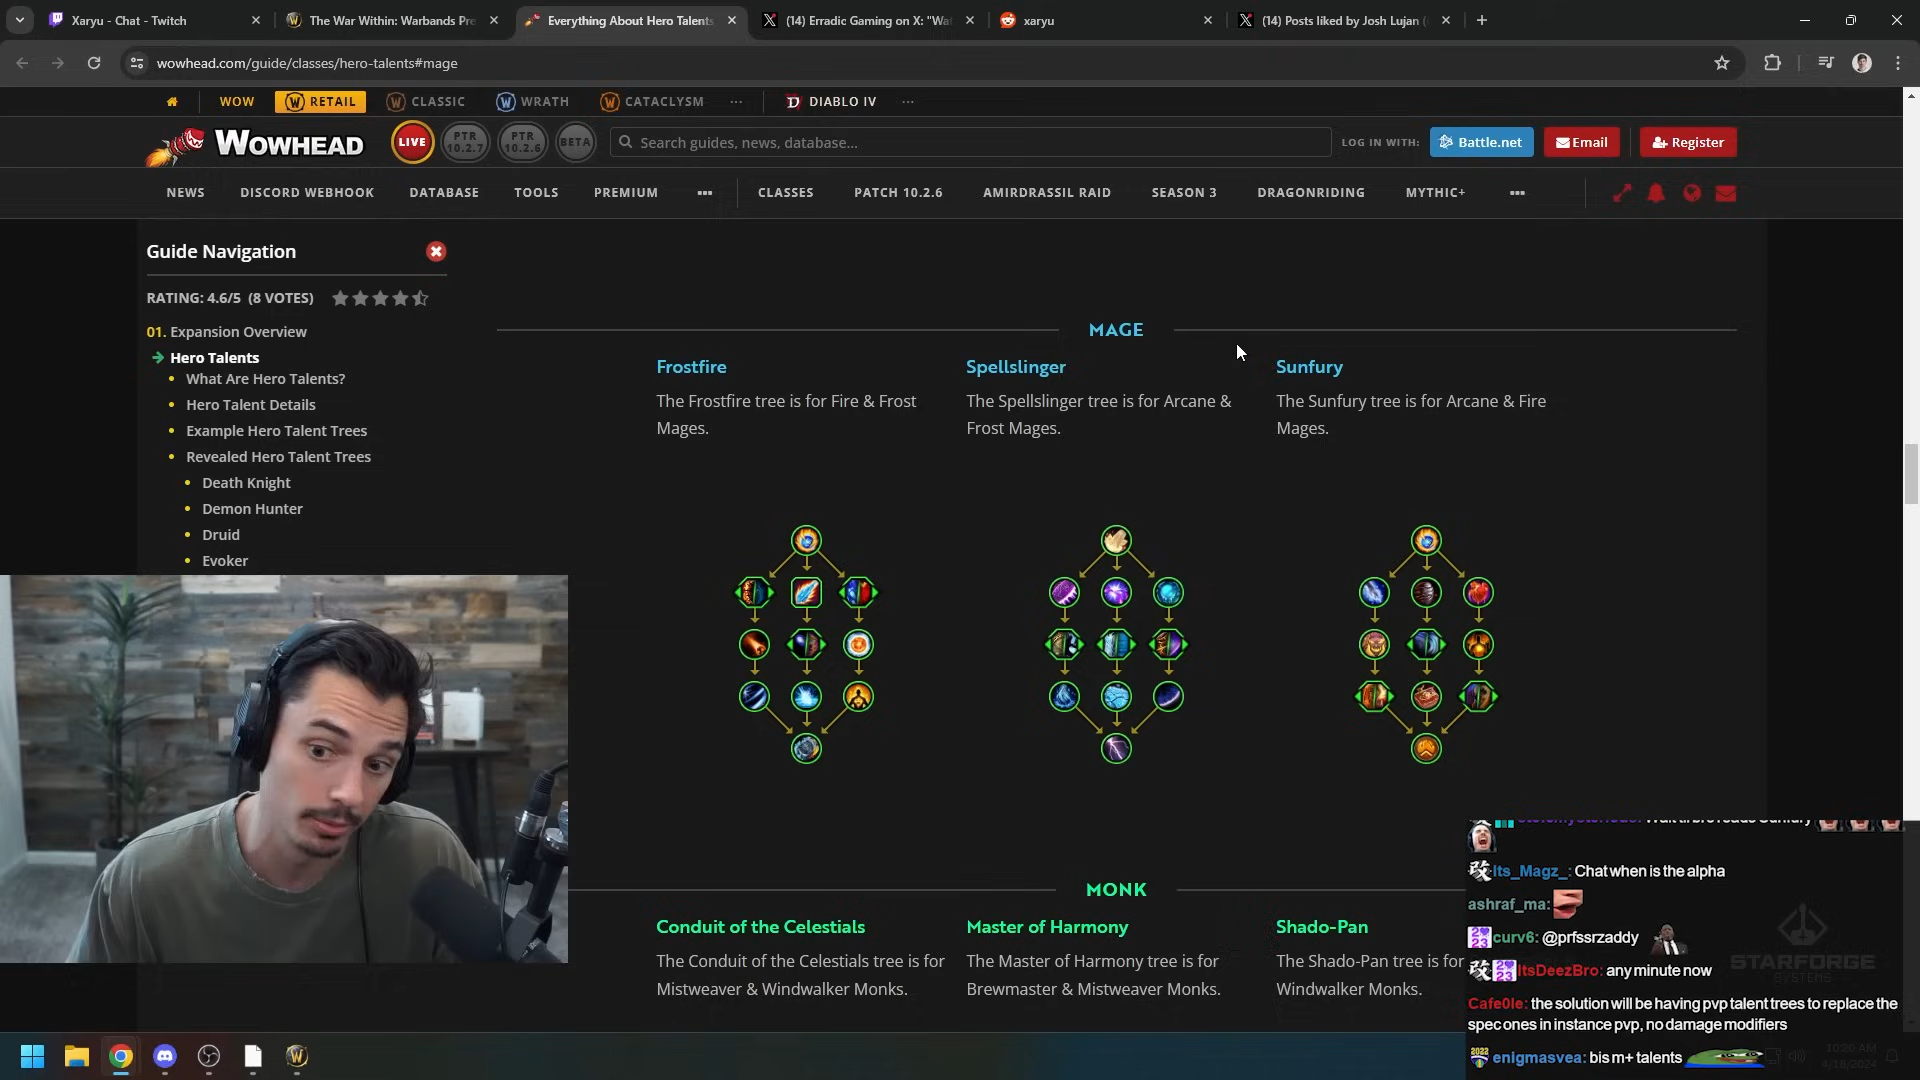 Xaryu - Chat - Twitch
The War Within: Warbands Pre
Everything About Hero Talents
(14) Erradic Gaming on X: "Wat
xaryu
(14) Posts liked by Josh Lujan (
wowhead.com/guide/classes/hero-talents#mage
WOW RETAIL CLASSIC WRATH CATACLYSM ... DIABLO IV ...
WOWHEAD LIVE PTR 10.2.7 PTR 10.2.6 BETA Search guides, news, database... LOG IN WITH: Battle.net Email Register
NEWS DISCORD WEBHOOK DATABASE TOOLS PREMIUM ... CLASSES PATCH 10.2.6 AMIRDRASSIL RAID SEASON 3 DRAGONRIDING MYTHIC+ ...
Guide Navigation
RATING: 4.6/5 (8 VOTES)
01. Expansion Overview
Hero Talents
What Are Hero Talents?
Hero Talent Details
Example Hero Talent Trees
Revealed Hero Talent Trees
Death Knight
Demon Hunter
Druid
Evoker
MAGE
Frostfire
The Frostfire tree is for Fire & Frost
Mages.
Spellslinger
The Spellslinger tree is for Arcane &
Frost Mages.
Sunfury
The Sunfury tree is for Arcane & Fire
Mages.
MONK
Conduit of the Celestials
The Conduit of the Celestials tree is for
Mistweaver & Windwalker Monks.
Master of Harmony
The Master of Harmony tree is for
Brewmaster & Mistweaver Monks.
Shado-Pan
The Shado-Pan tree is for
Windwalker Monks.
Its_Magz_: Chat when is the alpha
ashraf_ma:
curv6: @prfssrzaddy
ItsDeezBro: any minute now
Cafe0le: the solution will be having pvp talent trees to replace the
spec ones in instance pvp, no damage modifiers
enigmasvea: bis m+ talents
STARFORGE
SYSTEMS
10:20 AM